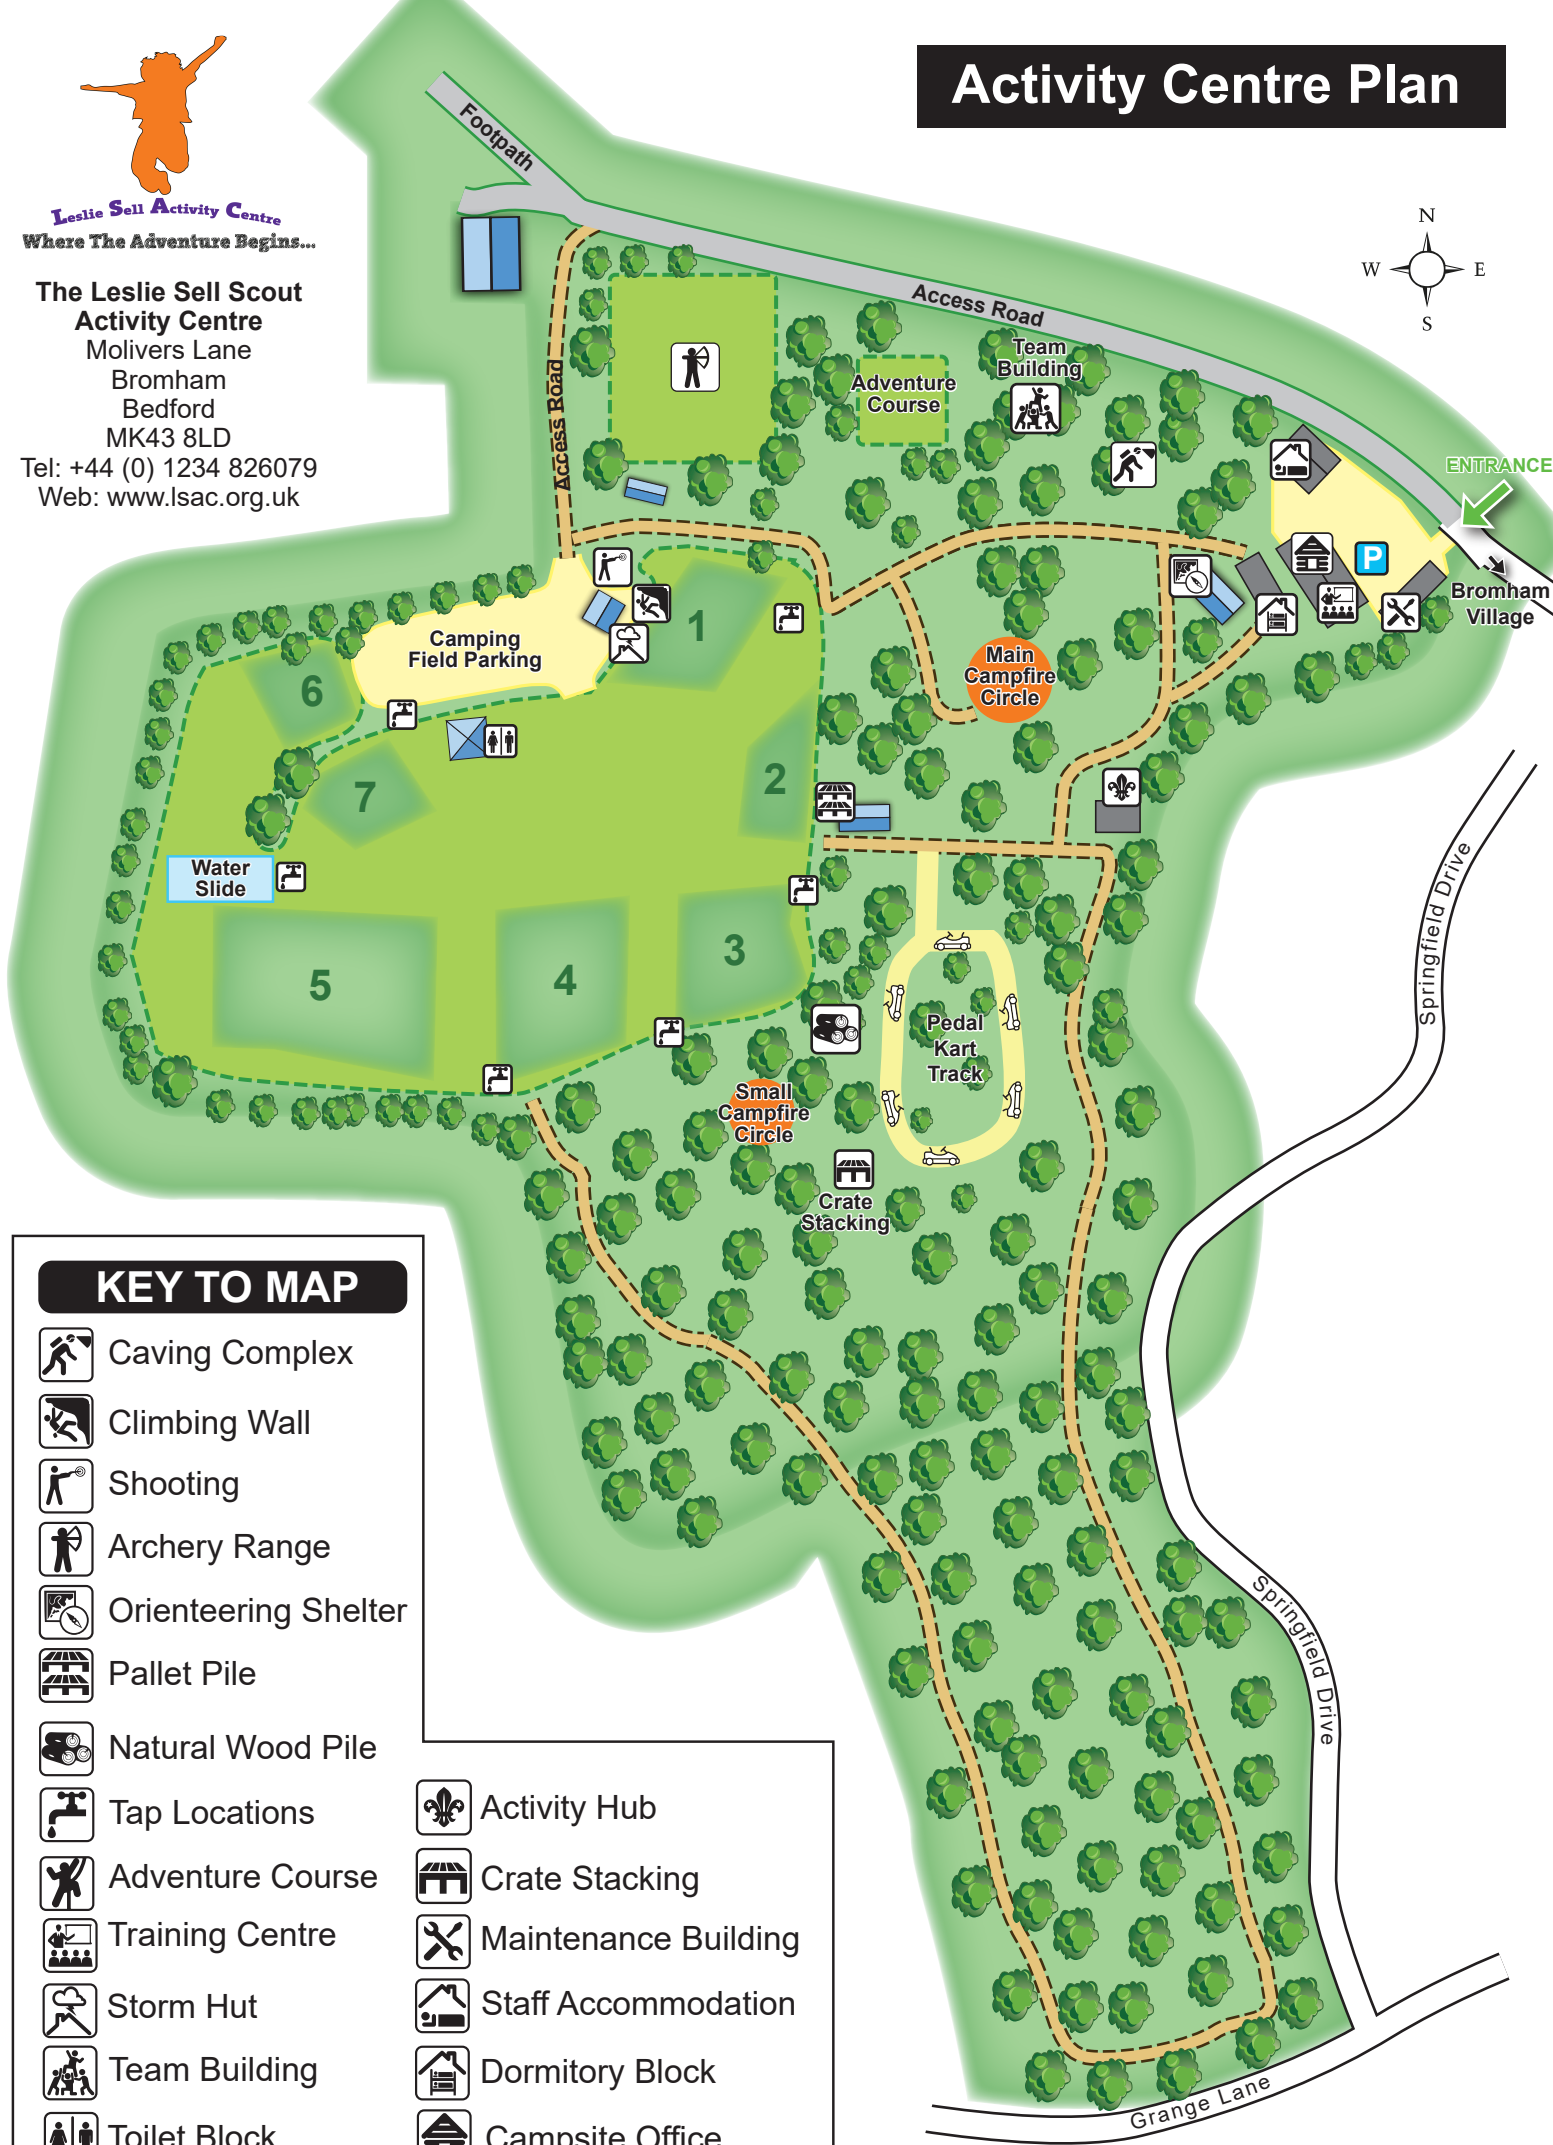 Activity Centre Plan
Leslie Sell Activity Centre
Where The Adventure Begins...
The Leslie Sell Scout
Activity Centre
Molivers Lane
Bromham
Bedford
MK43 8LD
Tel: +44 (0) 1234 826079
Web: www.lsac.org.uk
N
W
E
S
Footpath
Access Road
Access Road
Team
Building
Adventure
Course
ENTRANCE
P
Bromham
Village
Camping
Field Parking
1
Main
Campfire
Circle
6
2
7
Water
Slide
3
4
5
Pedal
Kart
Track
Small
Campfire
Circle
Crate
Stacking
Springfield Drive
Springfield Drive
Grange Lane
KEY TO MAP
Caving Complex
Climbing Wall
Shooting
Archery Range
Orienteering Shelter
Pallet Pile
Natural Wood Pile
Tap Locations
Adventure Course
Training Centre
Storm Hut
Team Building
Toilet Block
Activity Hub
Crate Stacking
Maintenance Building
Staff Accommodation
Dormitory Block
Campsite Office